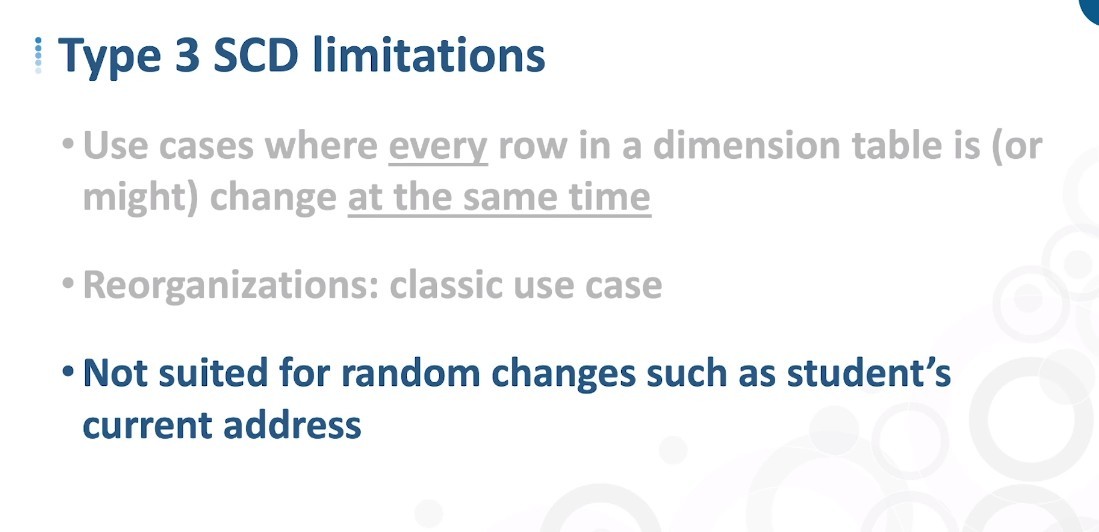 Type 3 SCD limitations
• Use cases where every row in a dimension table is (or
might) change at the same time
• Reorganizations: classic use case
• Not suited for random changes such as student’s
current address